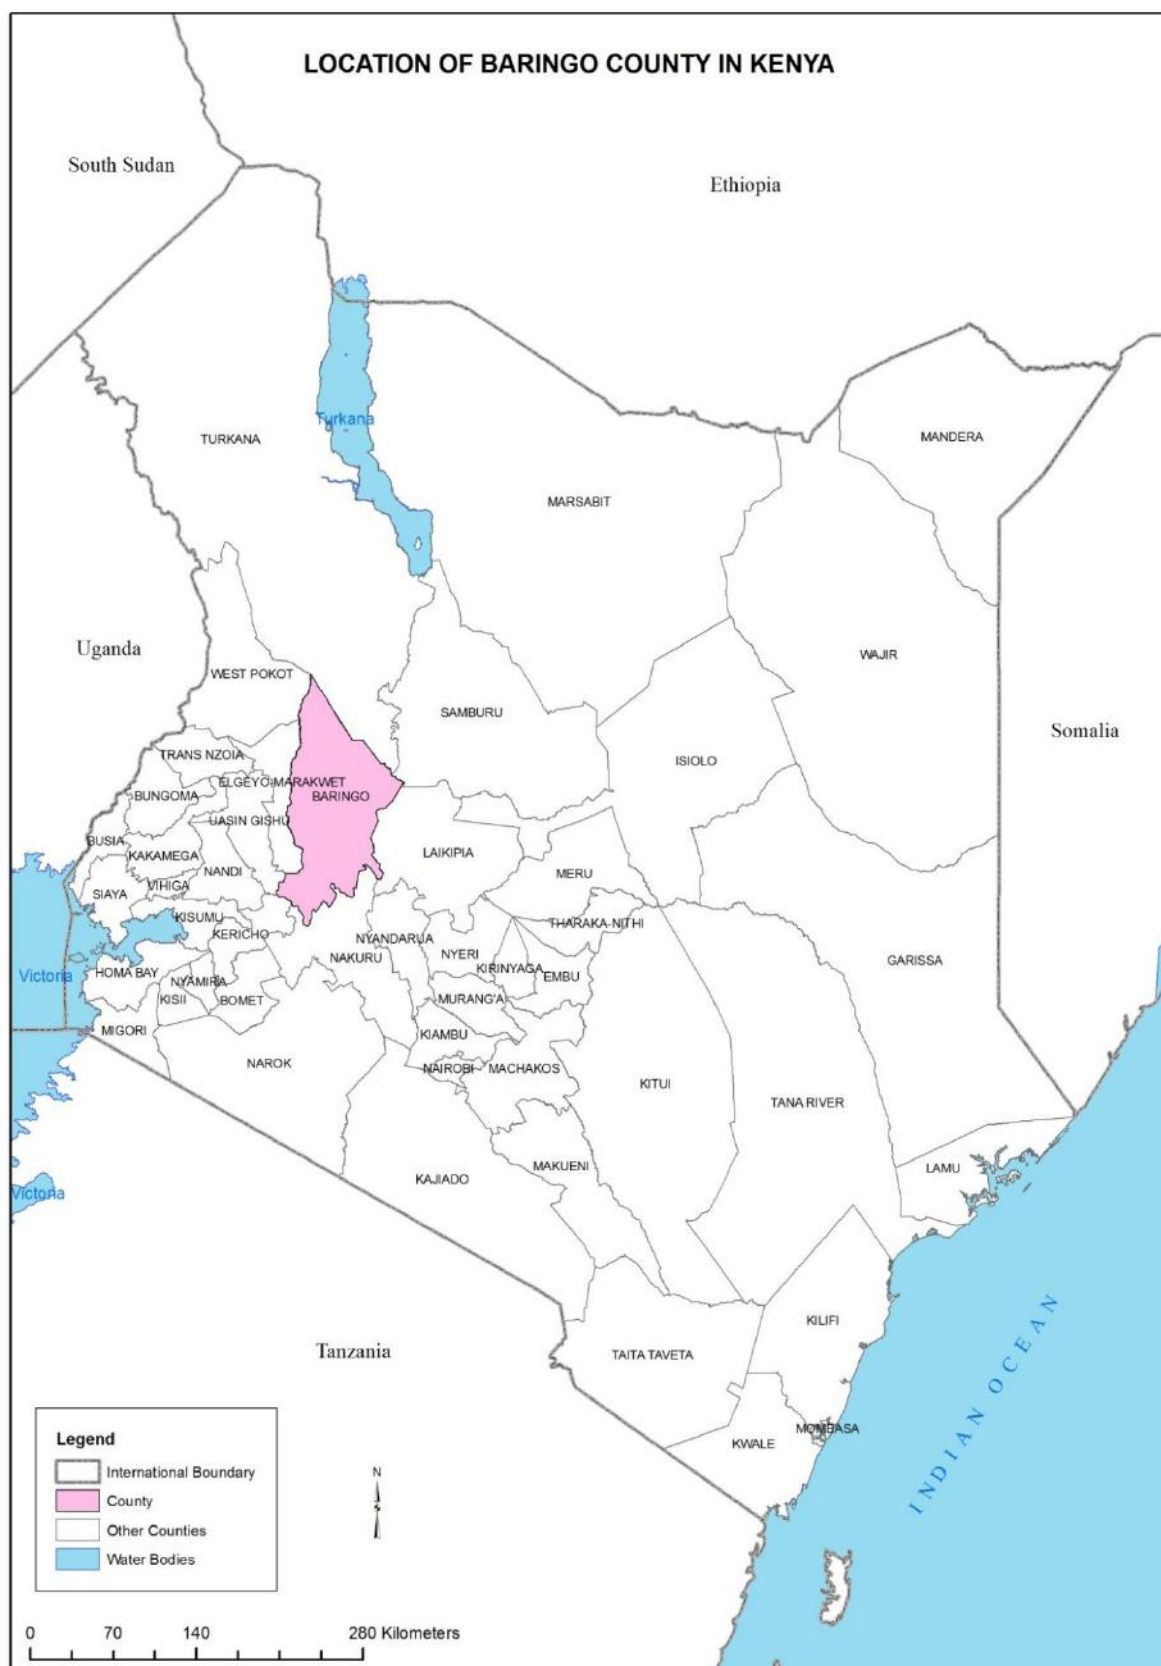 LOCATION OF BARINGO COUNTY IN KENYA
South Sudan
Ethiopia
Turkana
TURKANA
MANDERA
MARSABIT
Uganda
WAJIR
WEST POKOT
SAMBURU
Somalia
TRANS NZOIA
ISIOLO
ELGEYO-MARAKWET
BUNGOMA
BARINGO
UASIN GISHU
BUSIA
KAKAMEGA
LAIKIPIA
NANDI
MERU
VIHIGA
SIAYA
KISUMU
THARAKA-NITHI
KERICHO
NYANDARUA
NYERI
NAKURU
GARISSA
KIRINYAGA
Victoria
HOMA BAY
NYAMIRA
EMBU
KISII
BOMET
MURANG'A
MIGORI
KIAMBU
NAROK
NAIROBI
MACHAKOS
KITUI
TANA RIVER
MAKUENI
LAMU
KAJIADO
Victoria
KILIFI
Tanzania
TAITA TAVETA
INDIAN OCEAN
MOMBASA
KWALE
Legend
International Boundary
County
Other Counties
Water Bodies
N
0 70 140 280 Kilometers